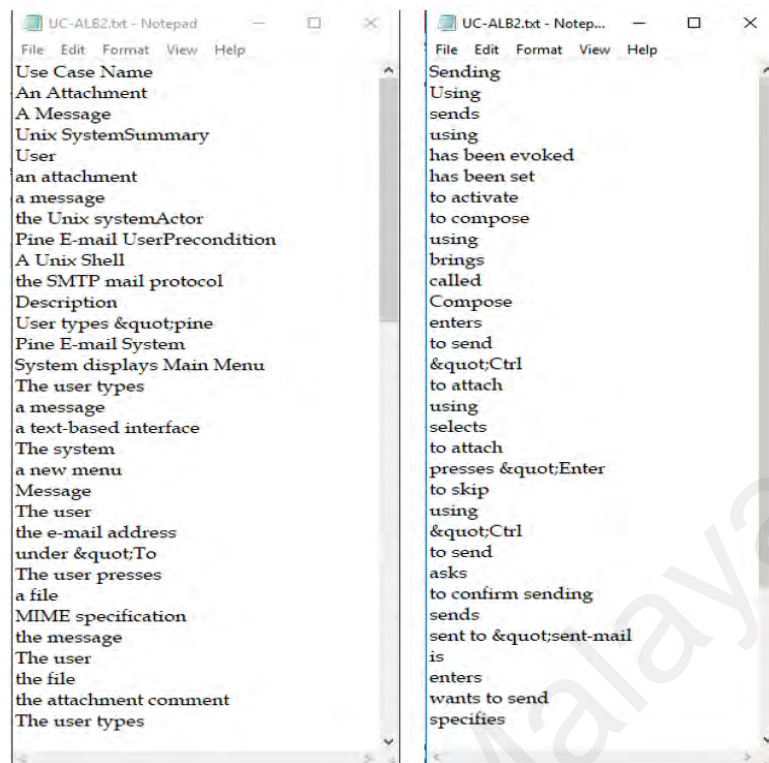 UC-ALB2.txt - Notepad
File Edit Format View Help
Use Case Name
An Attachment
A Message
Unix SystemSummary
User
an attachment
a message
the Unix systemActor
Pine E-mail UserPrecondition
A Unix Shell
the SMTP mail protocol
Description
User types &quot;pine
Pine E-mail System
System displays Main Menu
The user types
a message
a text-based interface
The system
a new menu
Message
The user
the e-mail address
under &quot;To
The user presses
a file
MIME specification
the message
The user
the file
the attachment comment
The user types
UC-ALB2.txt - Notep...
File Edit Format View Help
Sending
Using
sends
using
has been evoked
has been set
to activate
to compose
using
brings
called
Compose
enters
to send
&quot;Ctrl
to attach
using
selects
to attach
presses &quot;Enter
to skip
using
&quot;Ctrl
to send
asks
to confirm sending
sends
sent to &quot;sent-mail
is
enters
wants to send
specifies
Malaya